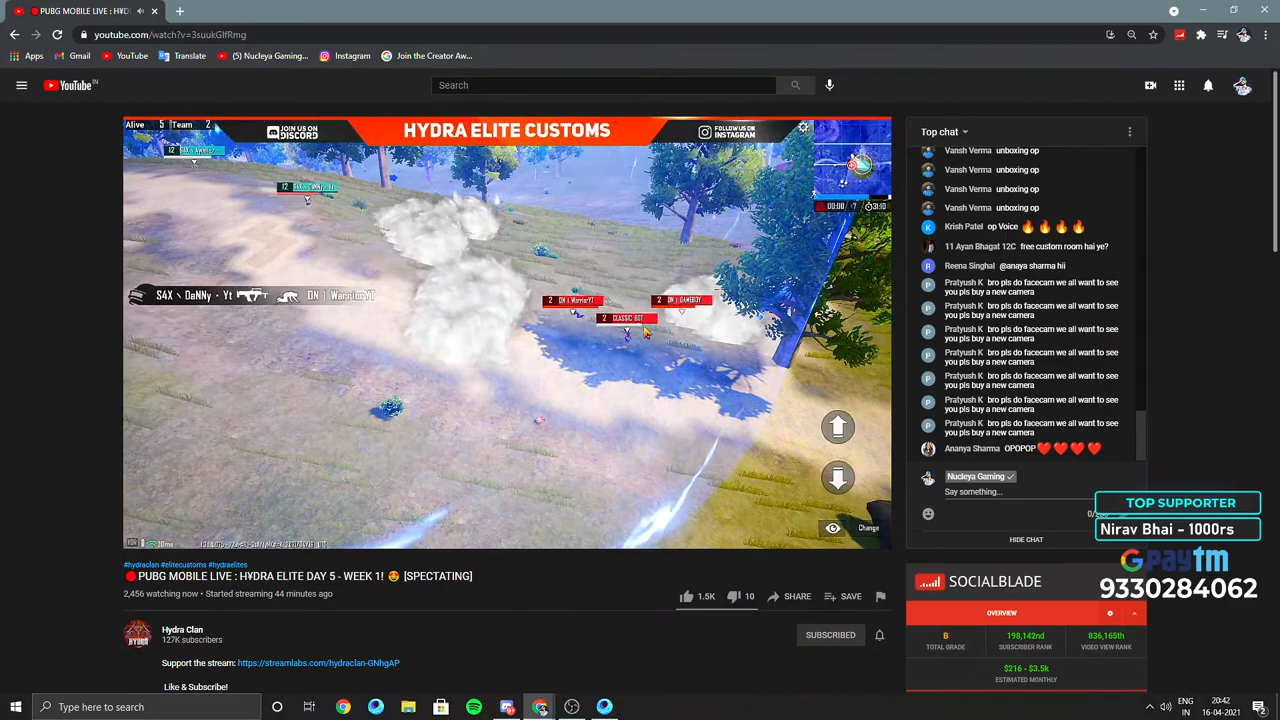 PUBG MOBILE LIVE : H¥D
youtube.com/watch?v=3suukGIfRmg
Apps
Gmail
YouTube
Translate
(5) Nucleya Gaming...
Instagram
Join the Creator Aw...
YouTube IN
Search
Alive 5 Team 2
JOIN US ON
DISCORD
HYDRA ELITE CUSTOMS
FOLLOW US ON
INSTAGRAM
12
12
S4X ヽ DaNNy · Yt
DN | WarriorYT
2 DN | WarriorYT
2 DN | GAMEBOY
2 CLASSIC BOT
00:00
Change
20ms
Top chat
Vansh Verma unboxing op
Vansh Verma unboxing op
Vansh Verma unboxing op
Vansh Verma unboxing op
K Krish Patel op Voice 🔥 🔥 🔥 🔥
11 Ayan Bhagat 12C free custom room hai ye?
R Reena Singhal @anaya sharma hii
P Pratyush K bro pls do facecam we all want to see
you pls buy a new camera
P Pratyush K bro pls do facecam we all want to see
you pls buy a new camera
P Pratyush K bro pls do facecam we all want to see
you pls buy a new camera
P Pratyush K bro pls do facecam we all want to see
you pls buy a new camera
P Pratyush K bro pls do facecam we all want to see
you pls buy a new camera
P Pratyush K bro pls do facecam we all want to see
you pls buy a new camera
P Pratyush K bro pls do facecam we all want to see
you pls buy a new camera
Ananya Sharma OPOPOP❤️❤️❤️❤️
Nucleya Gaming ✓
Say something...
HIDE CHAT
TOP SUPPORTER
Nirav Bhai - 1000rs
G paytm
9330284062
#hydraclan #elitecustoms #hydraelites
🔴PUBG MOBILE LIVE : H¥DRA ELITE DAY 5 - WEEK 1! 😍 [SPECTATING]
2,456 watching now • Started streaming 44 minutes ago
1.5K
10
SHARE
SAVE
Hydra Clan
127K subscribers
SUBSCRIBED
Support the stream: https://streamlabs.com/hydraclan-GNhgAP
Like & Subscribe!
SOCIALBLADE
OVERVIEW
B
TOTAL GRADE
198,142nd
SUBSCRIBER RANK
836,165th
VIDEO VIEW RANK
$216 - $3.5k
ESTIMATED MONTHLY
Type here to search
ENG
IN
20:42
16-04-2021
2